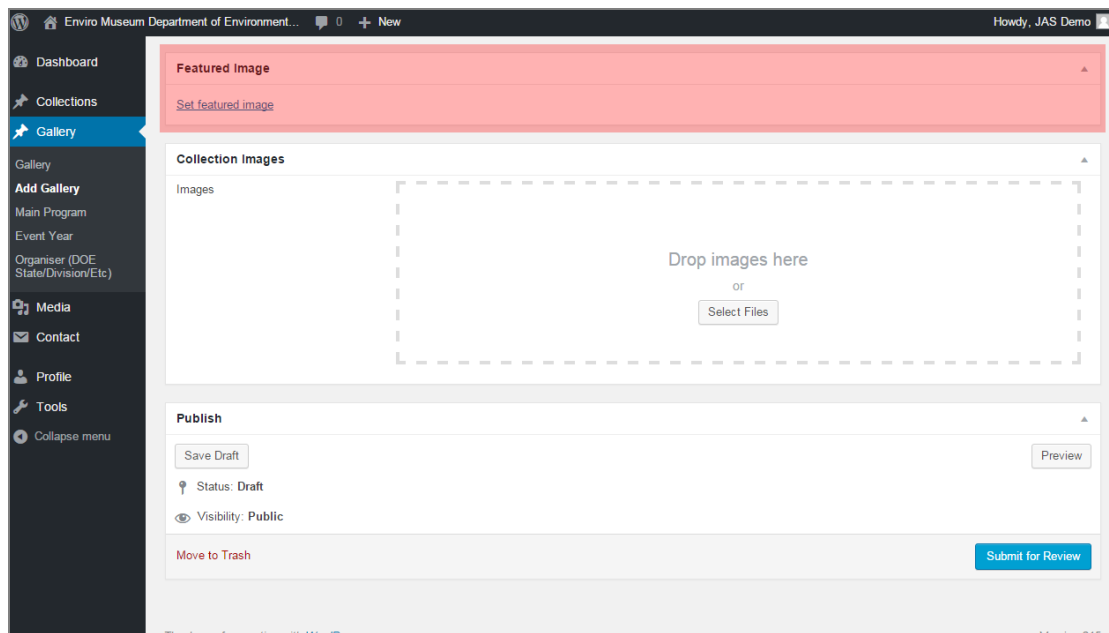 Enviro Museum Department of Environment... 0 + New Howdy, JAS Demo
Dashboard
Collections
Gallery
Gallery
Add Gallery
Main Program
Event Year
Organiser (DOE
State/Division/Etc)
Media
Contact
Profile
Tools
Collapse menu
Featured Image
Set featured image
Collection Images
Images
Drop images here
or
Select Files
Publish
Save Draft
Preview
Status: Draft
Visibility: Public
Move to Trash
Submit for Review